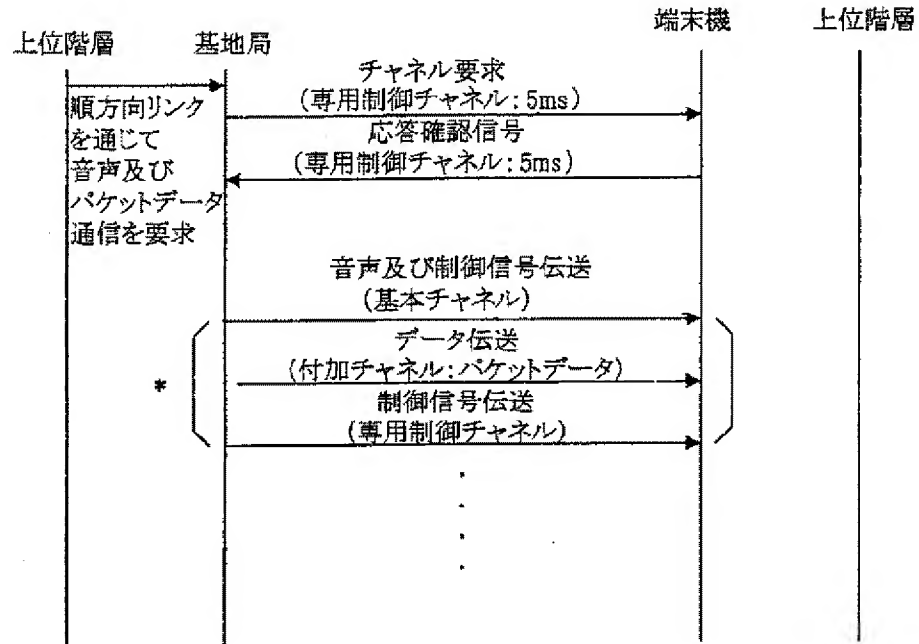 上位階層
基地局
端末機
上位階層
チャネル要求
(専用制御チャネル:5ms)
応答確認信号
(専用制御チャネル:5ms)
順方向リンク
を通じて
音声及び
パケットデータ
通信を要求
音声及び制御信号伝送
(基本チャネル)
データ伝送
(付加チャネル:パケットデータ)
*
制御信号伝送
(専用制御チャネル)